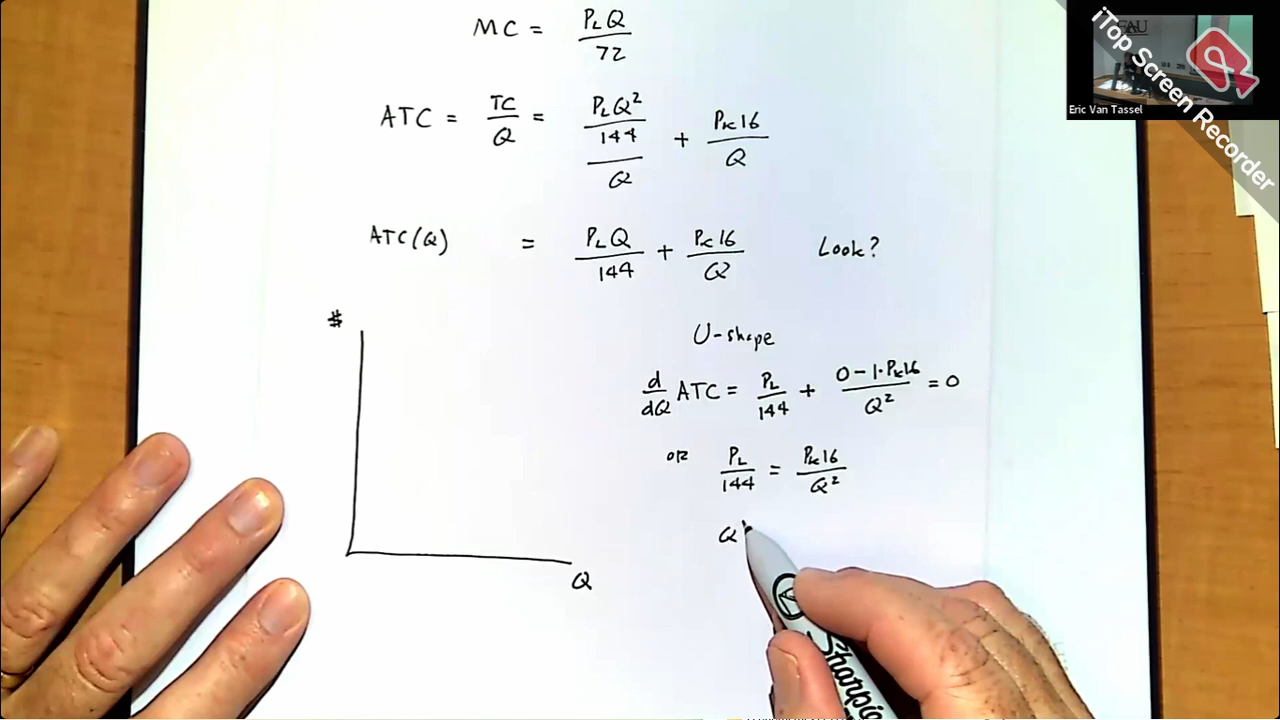 MC = P_L Q / 72
ATC = TC / Q = (P_L Q² / 144) / Q + P_K 16 / Q
ATC(Q) = P_L Q / 144 + P_K 16 / Q Look?
$
U-shape
d/dQ ATC = P_L / 144 + (0 - 1·P_K 16) / Q² = 0
OR P_L / 144 = P_K 16 / Q²
Q
Q
Sharpie
iTop Screen Recorder
FAU
Eric Van Tassel